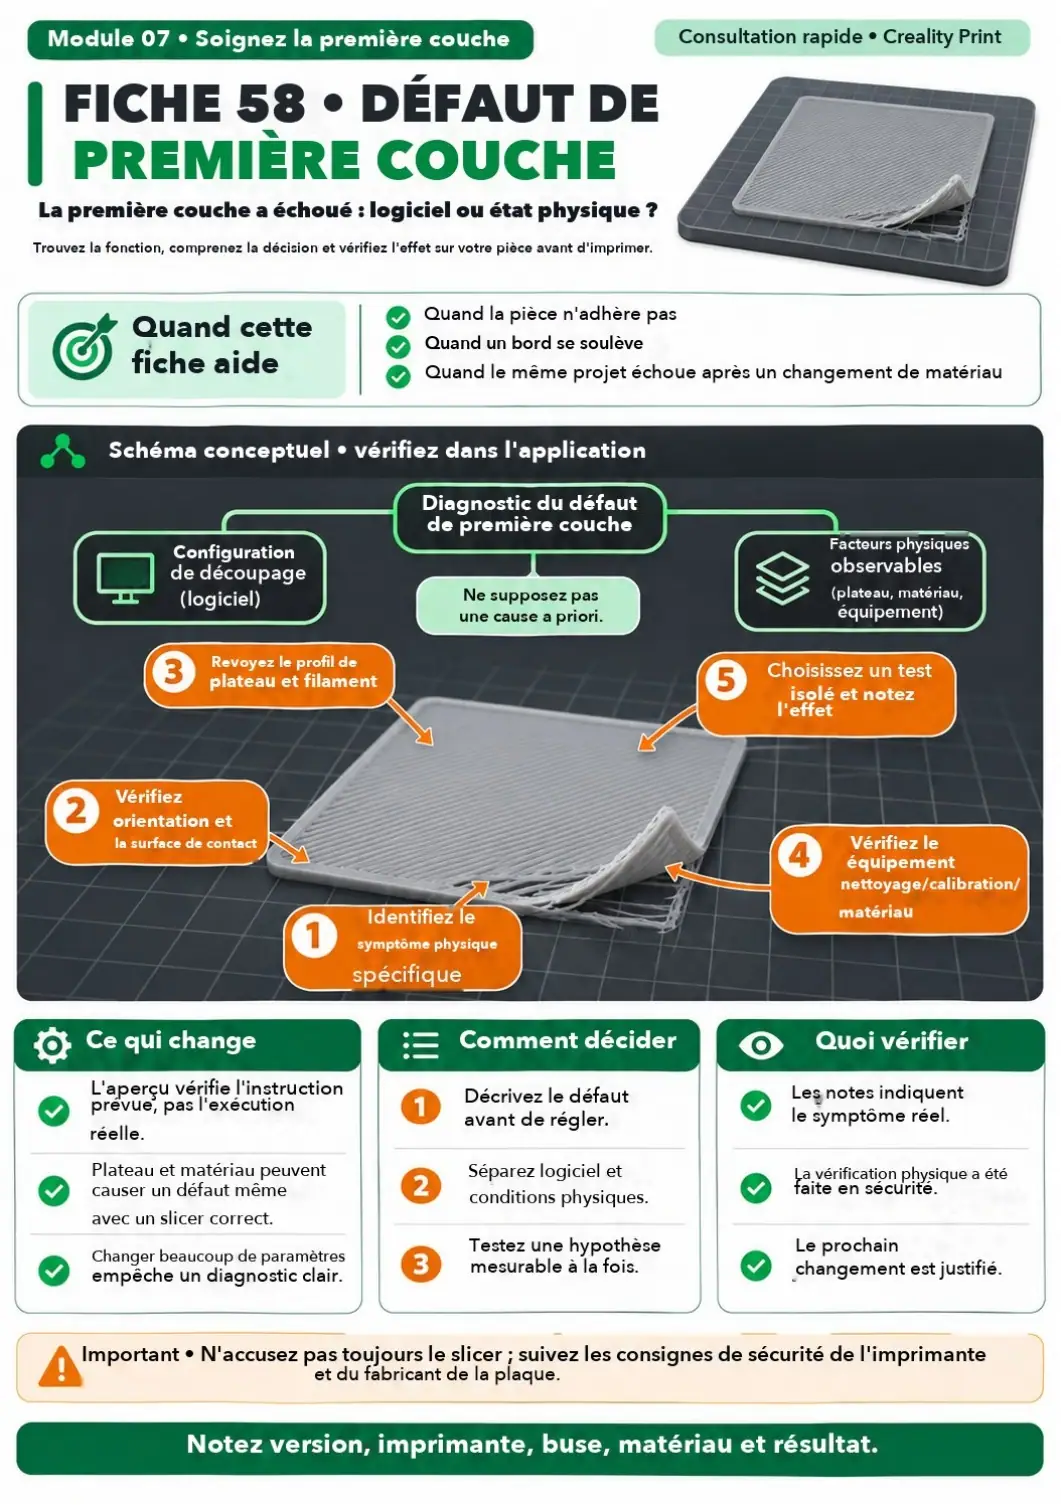 Module 07 • Soignez la première couche
Consultation rapide • Creality Print
FICHE 58 • DÉFAUT DE
PREMIÈRE COUCHE
La première couche a échoué : logiciel ou état physique ?
Trouvez la fonction, comprenez la décision et vérifiez l'effet sur votre pièce avant d'imprimer.
Quand cette
fiche aide
Quand la pièce n'adhère pas
Quand un bord se soulève
Quand le même projet échoue après un changement de matériau
Schéma conceptuel • vérifiez dans l'application
Diagnostic du défaut
de première couche
Configuration
de découpage
(logiciel)
Ne supposez pas
une cause a priori.
Facteurs physiques
observables
(plateau, matériau,
équipement)
3
Revoyez le profil de
plateau et filament
5
Choisissez un test
isolé et notez
l'effet
2
Vérifiez
orientation et
la surface de contact
4
Vérifiez le
équipement
nettoyage/calibration/
matériau
1
Identifiez le
symptôme physique
spécifique
Ce qui change
L'aperçu vérifie l'instruction
prévue, pas l'exécution
réelle.
Plateau et matériau peuvent
causer un défaut même
avec un slicer correct.
Changer beaucoup de paramètres
empêche un diagnostic clair.
Comment décider
1
Décrivez le défaut
avant de régler.
2
Séparez logiciel et
conditions physiques.
3
Testez une hypothèse
mesurable à la fois.
Quoi vérifier
Les notes indiquent
le symptôme réel.
La vérification physique a été
faite en sécurité.
Le prochain
changement est justifié.
Important • N'accusez pas toujours le slicer ; suivez les consignes de sécurité de l'imprimante
et du fabricant de la plaque.
Notez version, imprimante, buse, matériau et résultat.